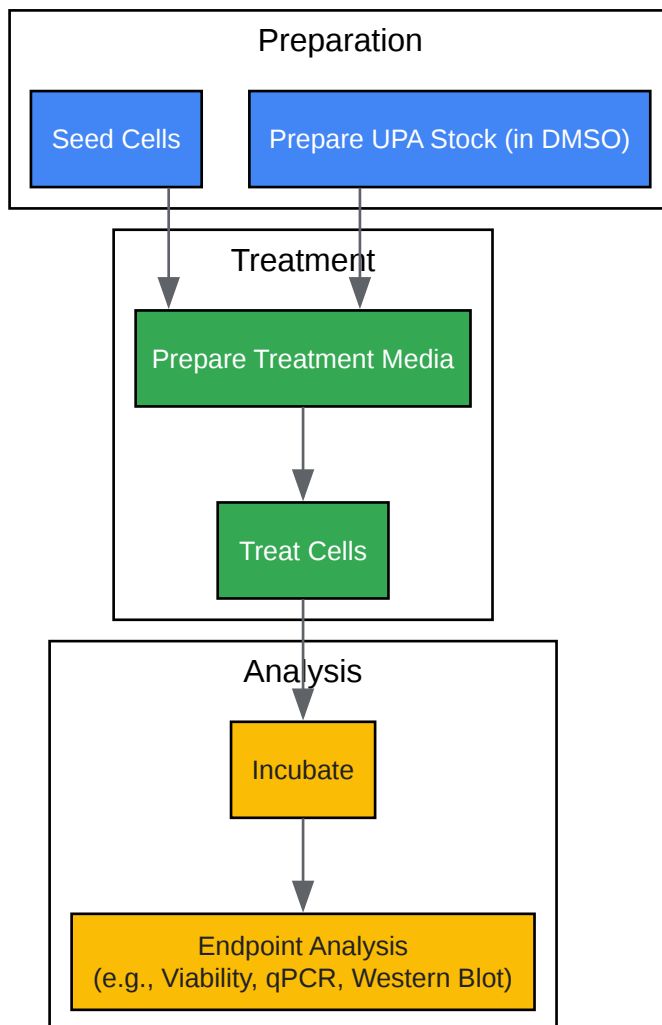 Preparation
Seed Cells
Prepare UPA Stock (in DMSO)
Treatment
Prepare Treatment Media
Treat Cells
Analysis
Incubate
Endpoint Analysis
(e.g., Viability, qPCR, Western Blot)